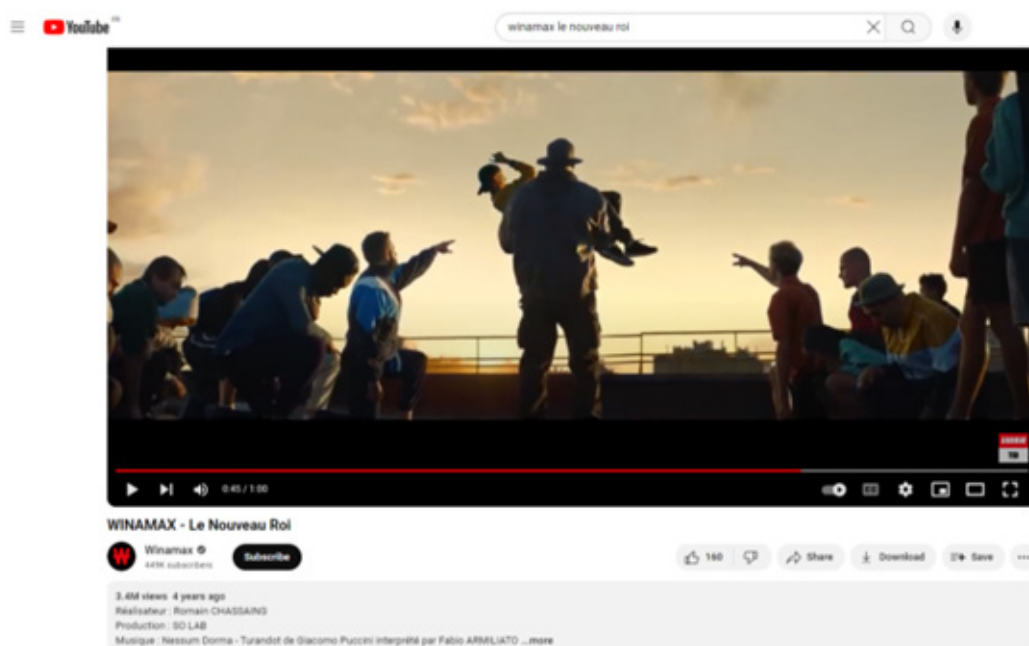 YouTube
winamax le nouveau roi
0:45 / 1:00
WINAMAX - Le Nouveau Roi
Winamax
449K subscribers
Subscribe
160
Share
Download
Save
3.4M views 4 years ago
Réalisateur : Romain CHASSAING
Production : SO LAB
Musique : Nessum Dorma - Turandot de Giacomo Puccini interprété par Fabio ARMILIATO ...more